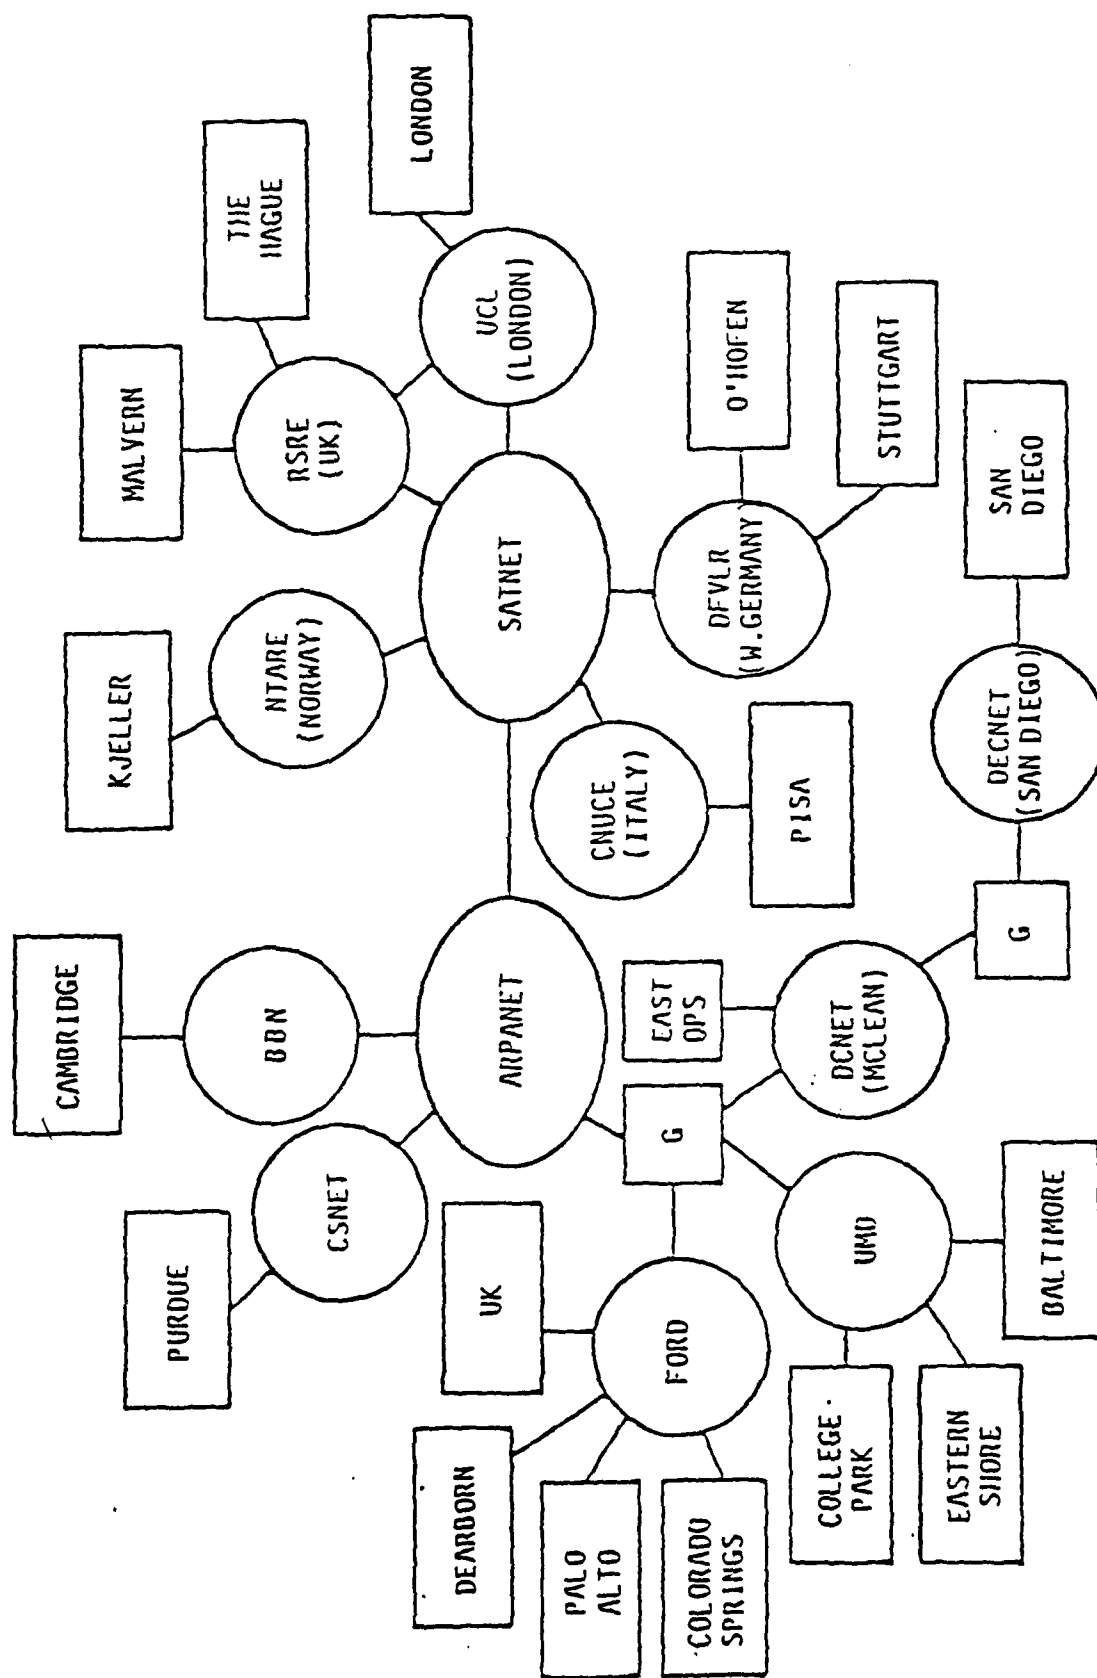 PURDUE
CAMBRIDGE
KJELLER
MALVERN
THE
HAGUE
CSNET
BBN
NTARE
(NORWAY)
RSRE
(UK)
LONDON
DEARBORN
UK
ARPANET
SATNET
UCL
(LONDON)
PALO
ALTO
FORD
G
EAST
OPS
CNUCE
(ITALY)
DFVLR
(W.GERMANY)
O'HOFEN
COLORADO
SPRINGS
PISA
COLLEGE
PARK
UMD
DCNET
(MCLEAN)
STUTTGART
EASTERN
SHORE
BALTIMORE
G
DECNET
(SAN DIEGO)
SAN
DIEGO